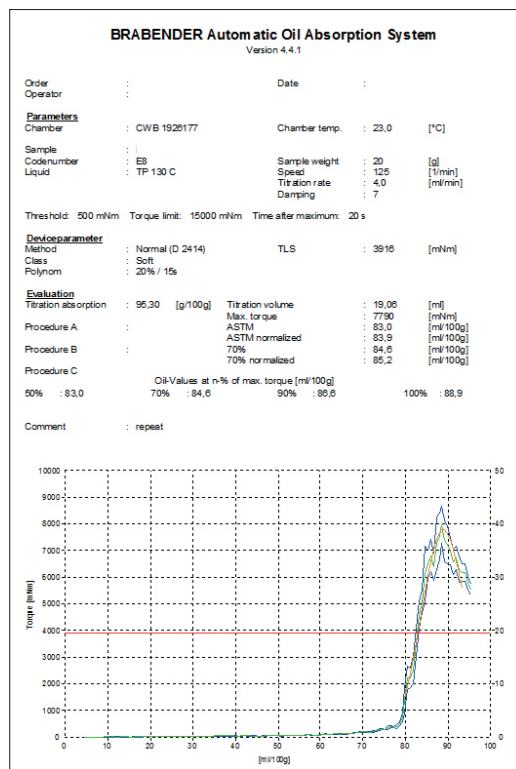 BRABENDER Automatic Oil Absorption System
Version 4.4.1
Order : Date :
Operator :
Parameters
Chamber : CWB 1926177 Chamber temp. : 23,0 [°C]
Sample :
Codenumber : E8 Sample weight : 20 [g]
Liquid : TP 130 C Speed : 125 [1/min]
Titration rate : 4,0 [ml/min]
Damping : 7
Threshold: 500 mNm Torque limit: 15000 mNm Time after maximum: 20 s
Deviceparameter
Method : Normal (D 2414) TLS : 3916 [mNm]
Class : Soft
Polynom : 20% / 15s
Evaluation
Titration absorption : 95,30 [g/100g] Titration volume : 19,06 [ml]
Max. torque : 7790 [mNm]
Procedure A : ASTM : 83,0 [ml/100g]
ASTM normalized : 83,9 [ml/100g]
Procedure B : 70% : 84,6 [ml/100g]
70% normalized : 85,2 [ml/100g]
Procedure C
Oil-Values at n-% of max. torque [ml/100g]
50% : 83,0 70% : 84,6 90% : 86,6 100% : 88,9
Comment : repeat
10000 50
9000
8000 40
7000
6000 30
Torque [mNm]
5000
4000 20
3000
2000 10
1000
0 0
0 10 20 30 40 50 60 70 80 90 100
[ml/100g]